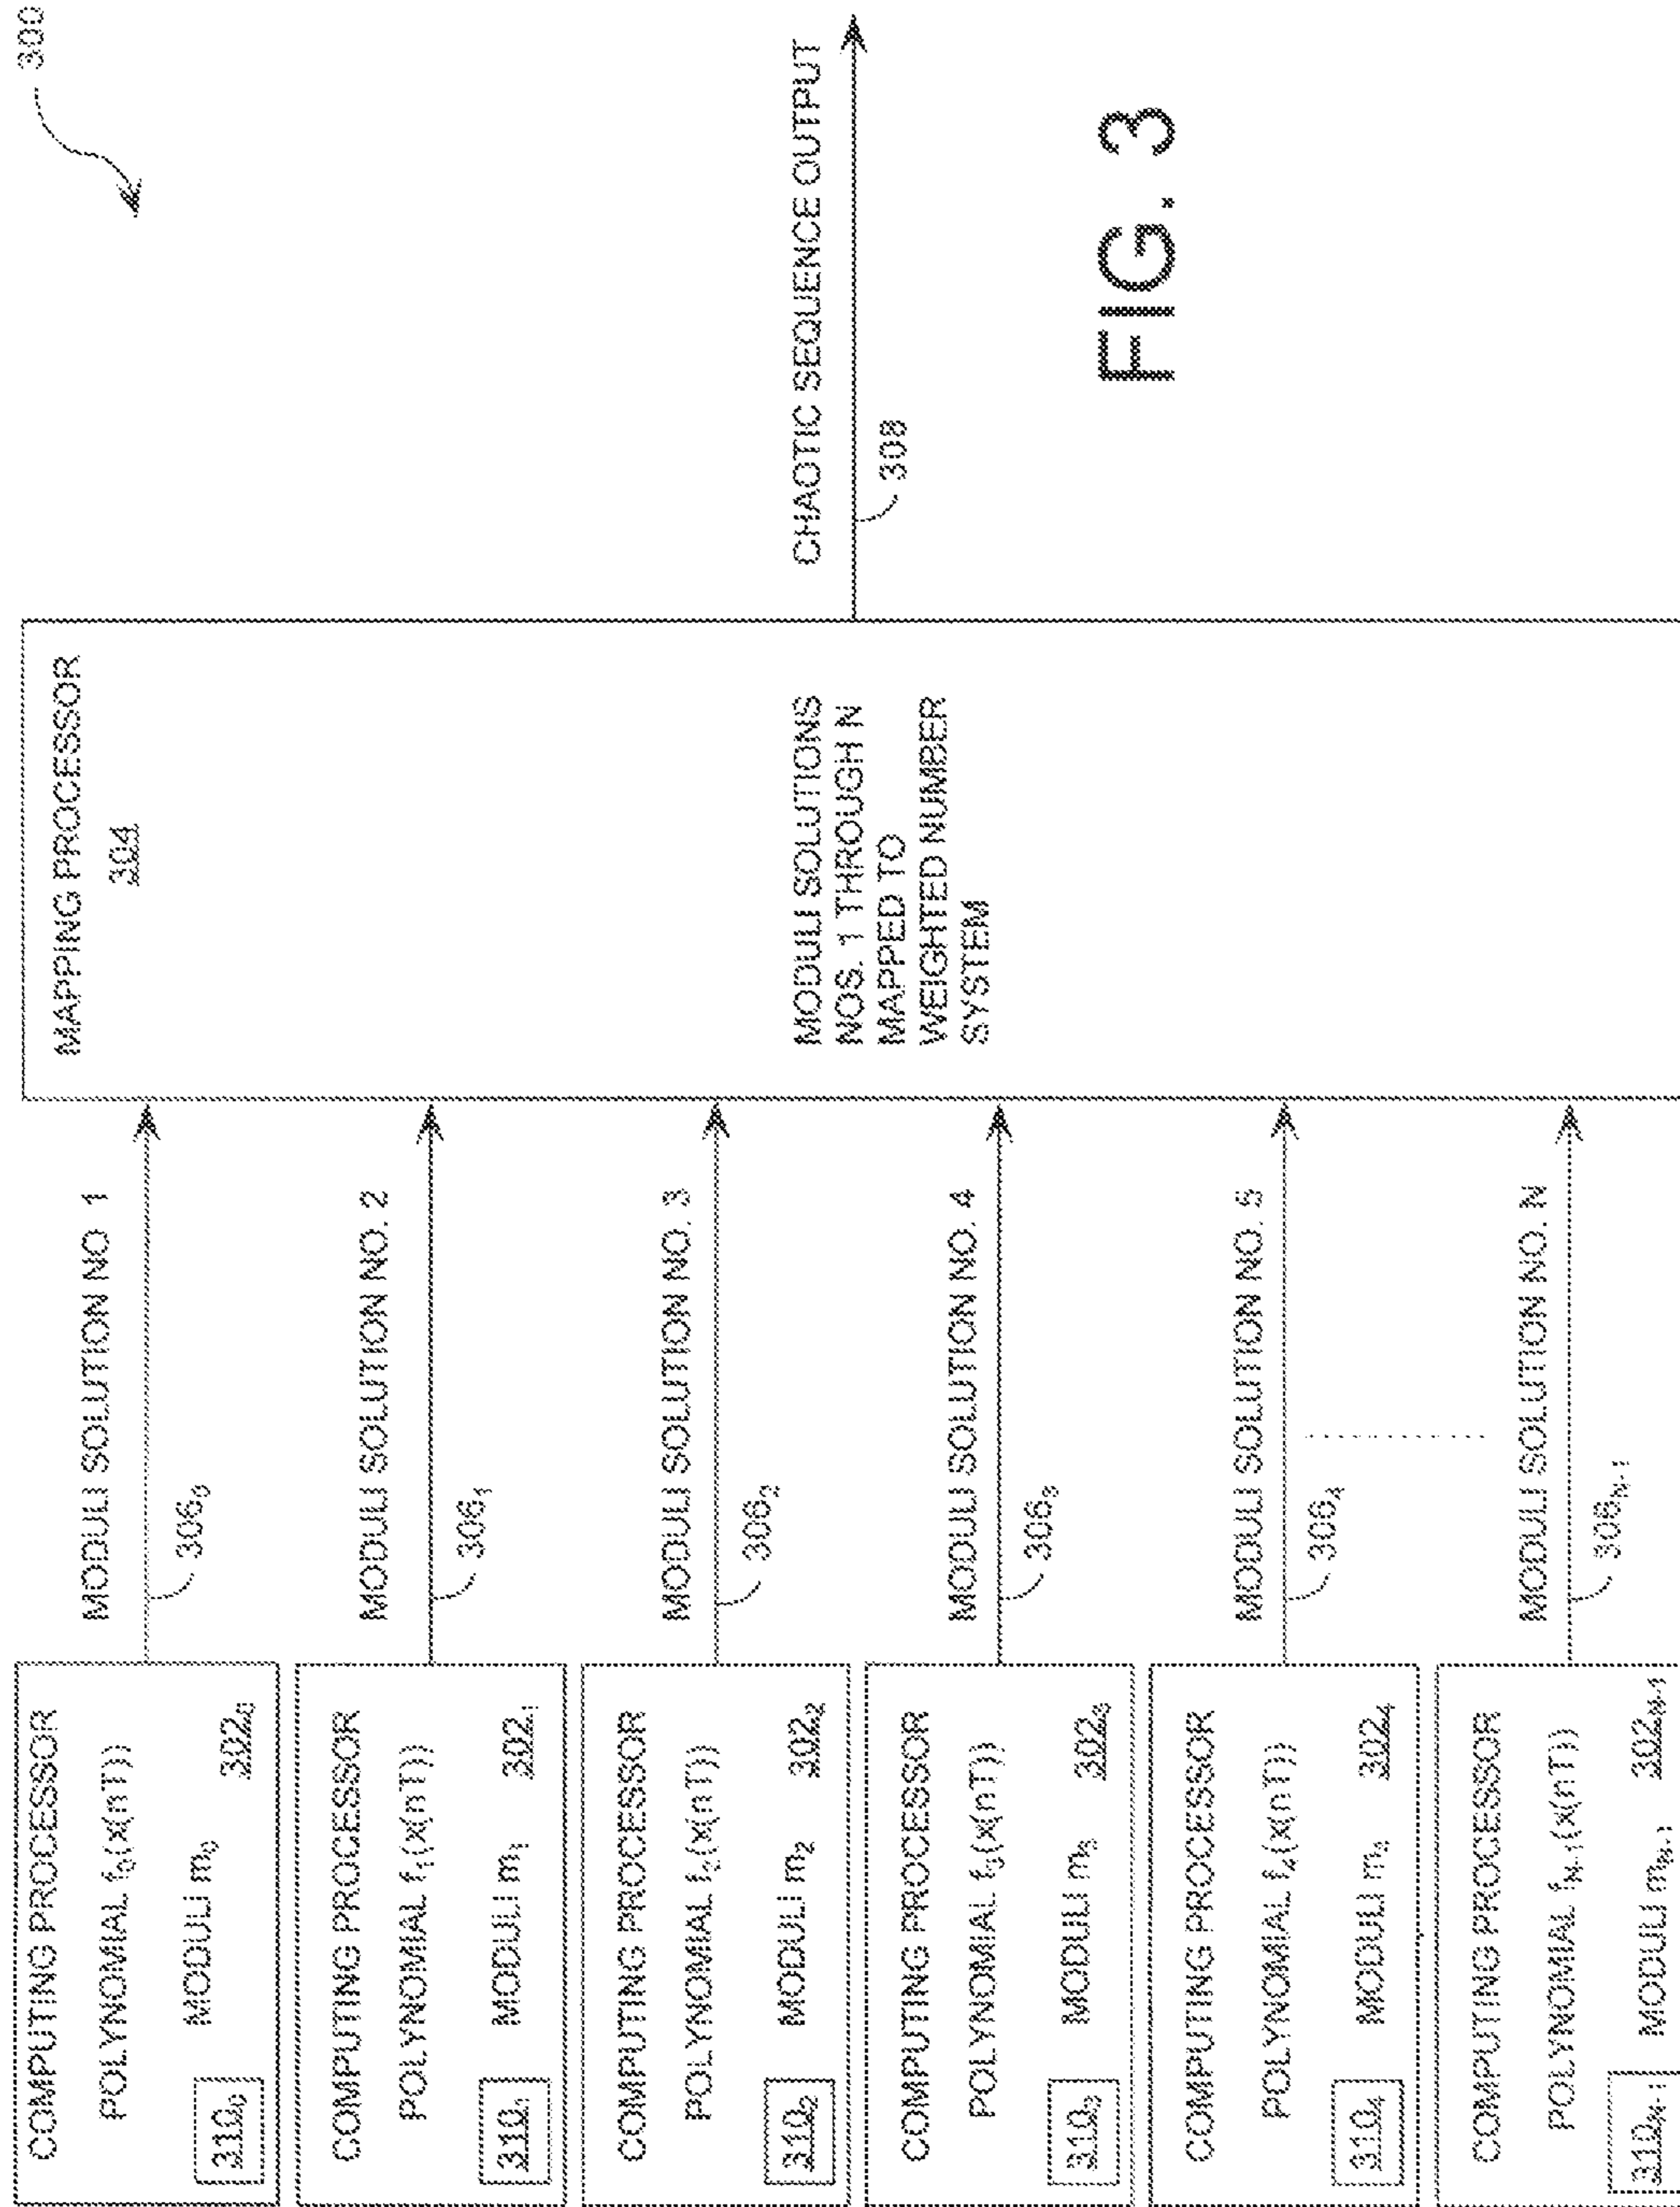 300
COMPUTING PROCESSOR
POLYNOMIAL f₀(x(nT))
MODULI m₀
302₀
310₀
MODULI SOLUTION NO. 1
306₀
COMPUTING PROCESSOR
POLYNOMIAL f₁(x(nT))
MODULI m₁
302₁
310₁
MODULI SOLUTION NO. 2
306₁
COMPUTING PROCESSOR
POLYNOMIAL f₂(x(nT))
MODULI m₂
302₂
310₂
MODULI SOLUTION NO. 3
306₂
COMPUTING PROCESSOR
POLYNOMIAL f₃(x(nT))
MODULI m₃
302₃
310₃
MODULI SOLUTION NO. 4
306₃
COMPUTING PROCESSOR
POLYNOMIAL f₄(x(nT))
MODULI m₄
302₄
310₄
MODULI SOLUTION NO. 5
306₄
COMPUTING PROCESSOR
POLYNOMIAL fN-1(x(nT))
MODULI mN-1
302N-1
310N-1
MODULI SOLUTION NO. N
306N-1
MAPPING PROCESSOR
304
MODULI SOLUTIONS
NOS. 1 THROUGH N
MAPPED TO
WEIGHTED NUMBER
SYSTEM
CHAOTIC SEQUENCE OUTPUT
308
FIG. 3